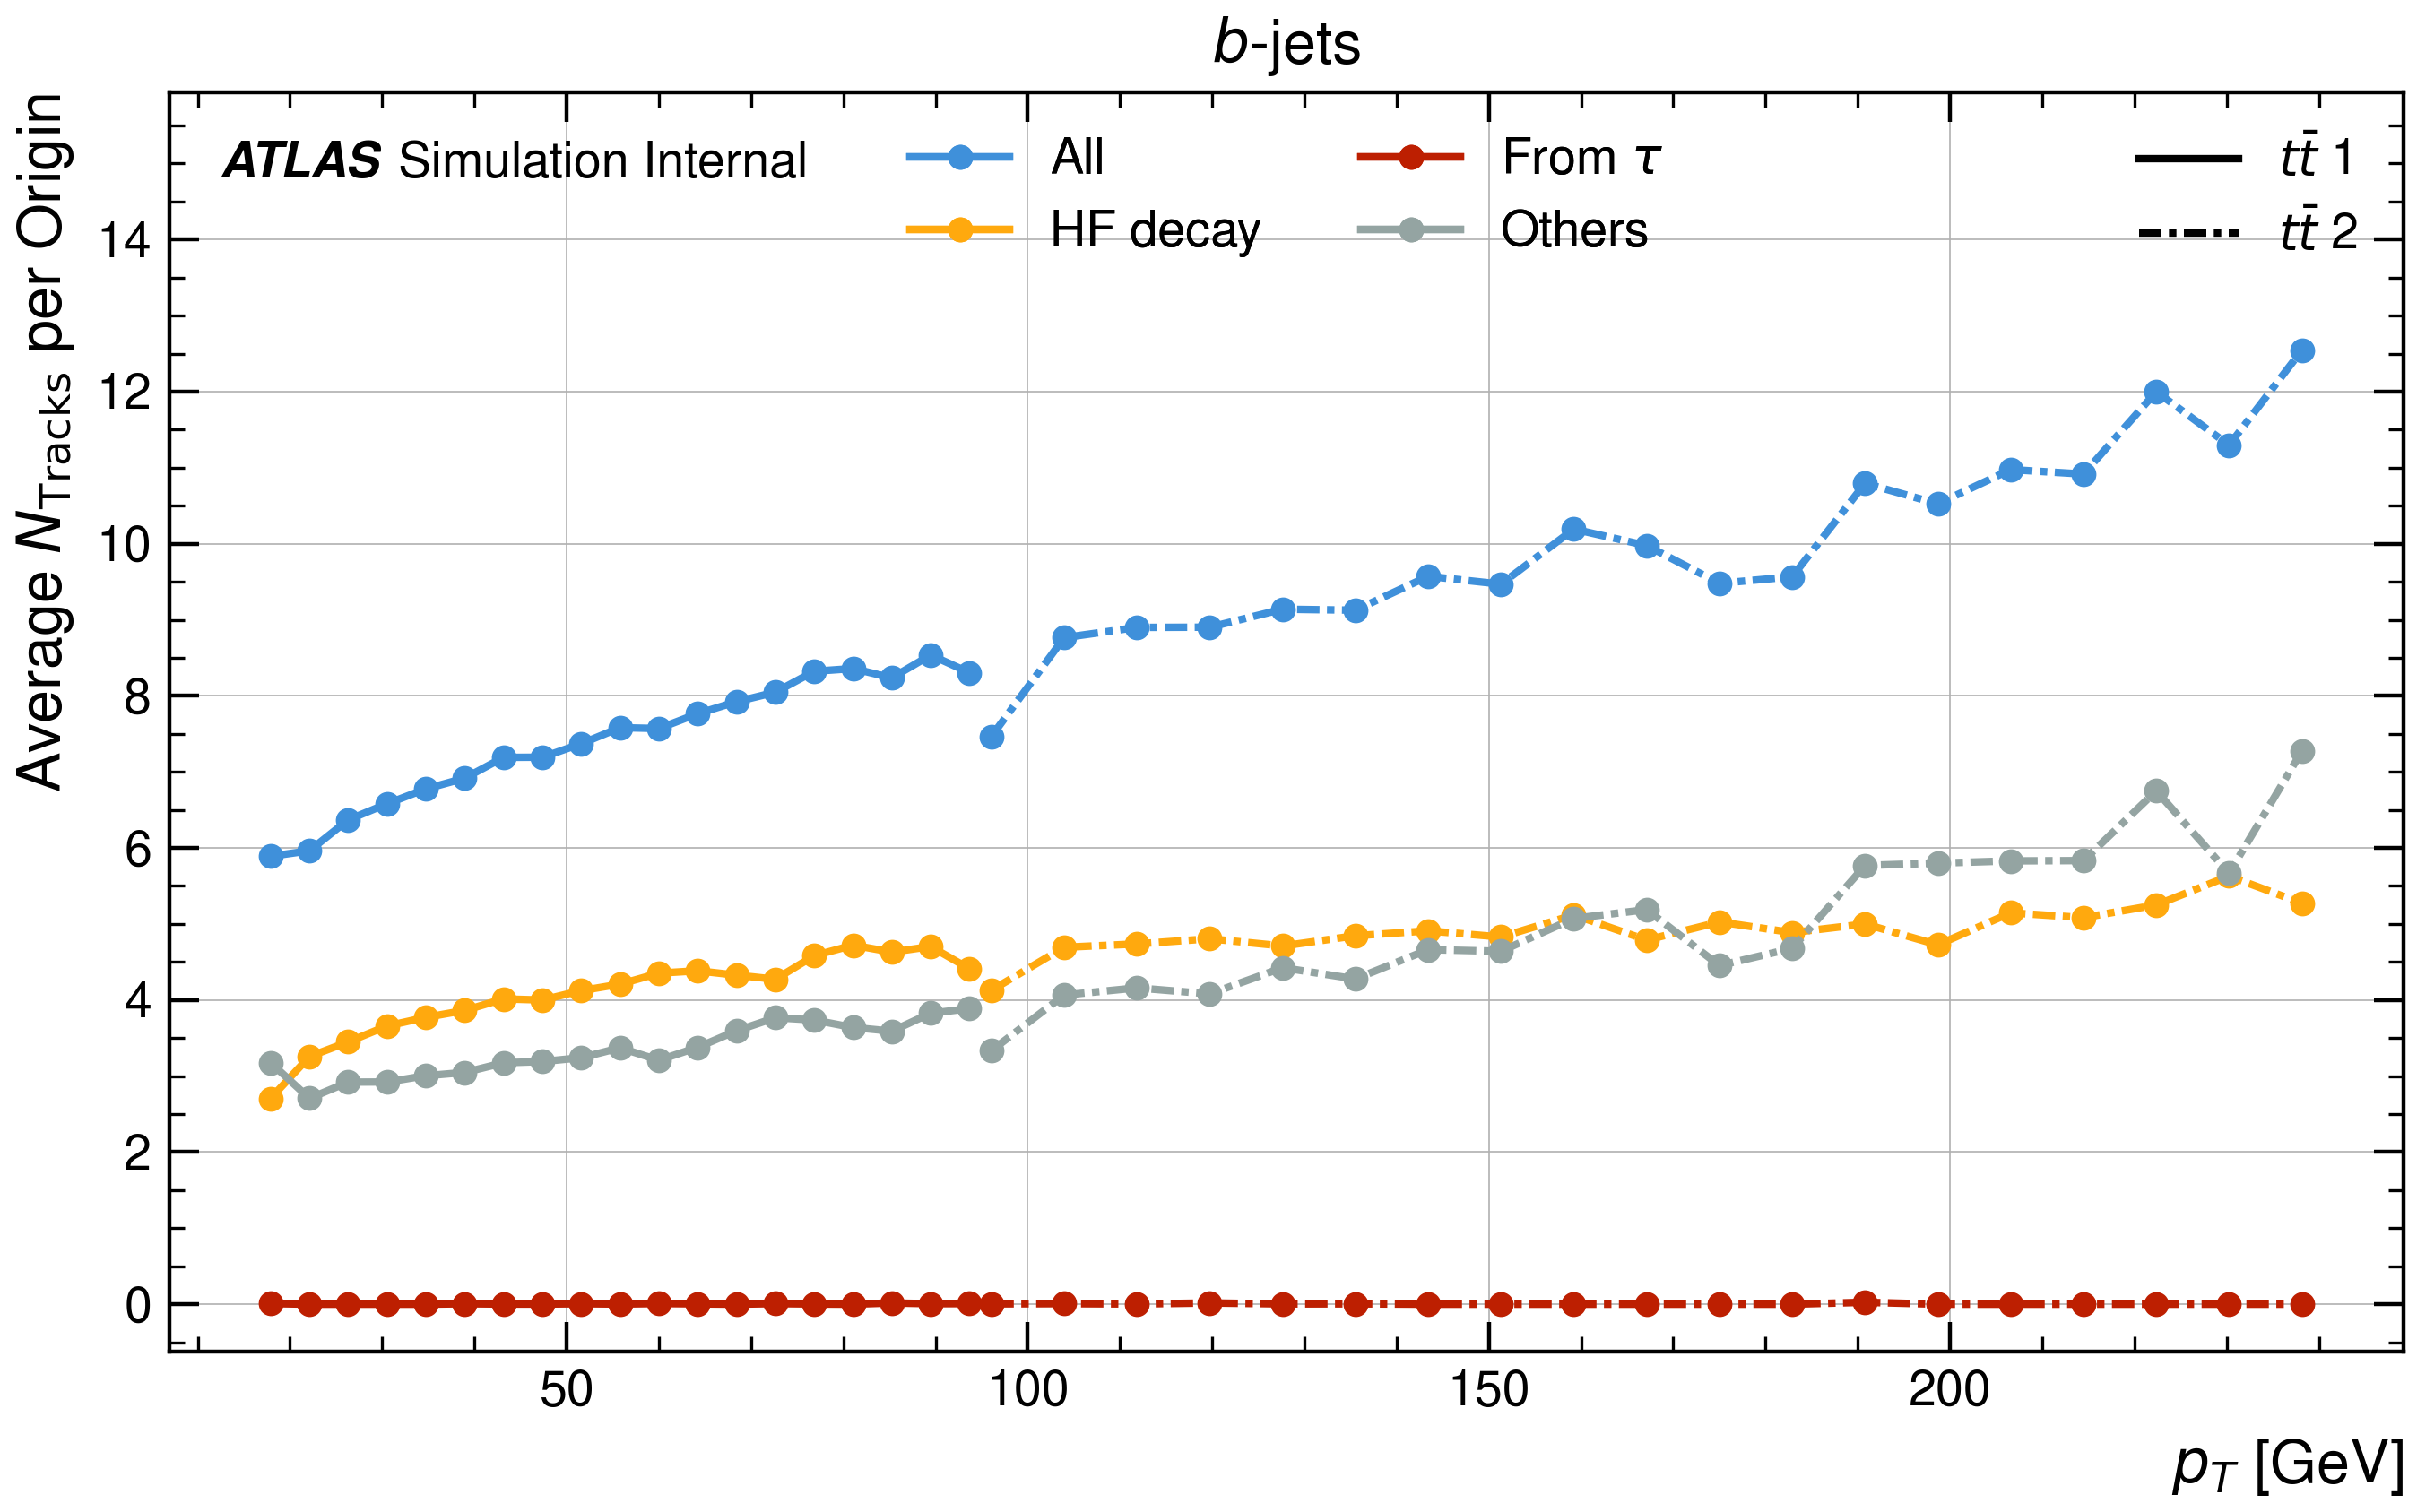 b-jets
Average N_Tracks per Origin
ATLAS Simulation Internal
All
HF decay
From τ
Others
tt̄ 1
tt̄ 2
14
12
10
8
6
4
2
0
50 100 150 200
p_T [GeV]